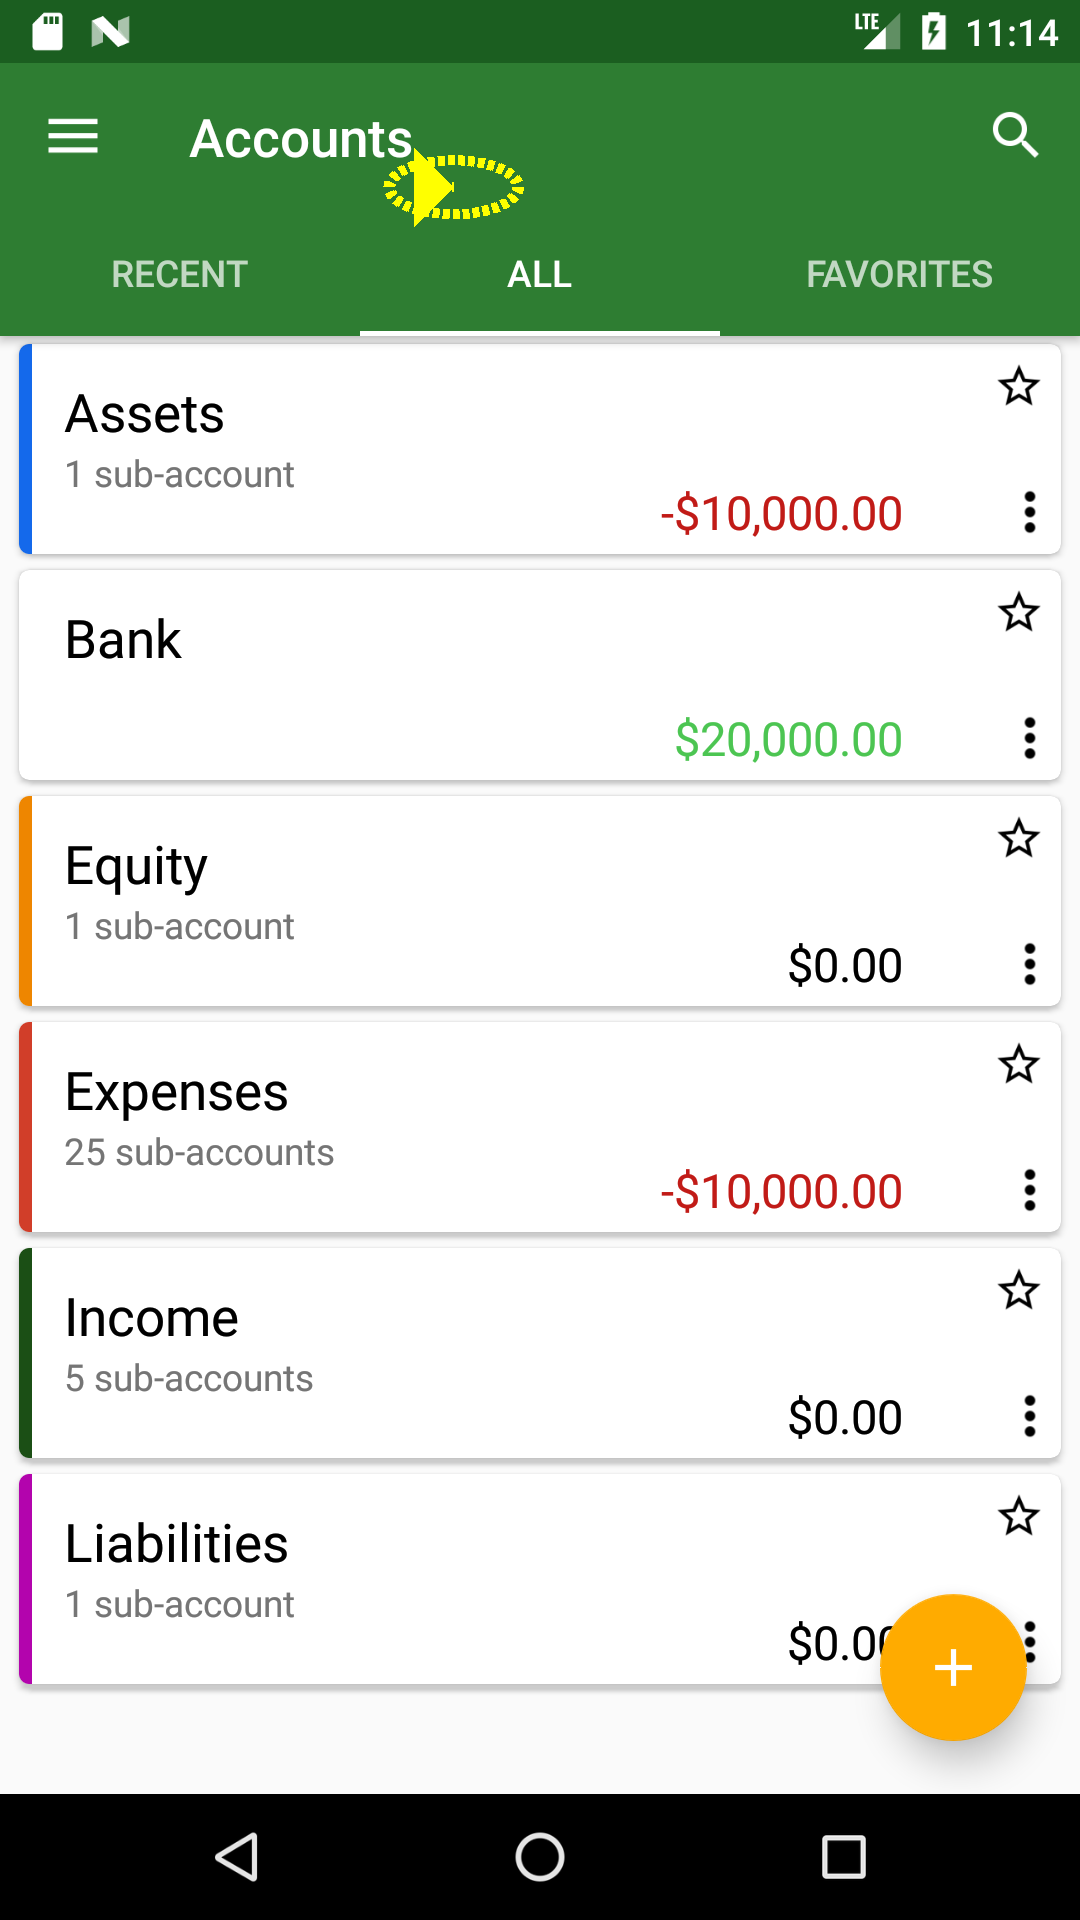 LTE 11:14
Accounts
RECENT ALL FAVORITES
Assets
1 sub-account
-$10,000.00
Bank
$20,000.00
Equity
1 sub-account
$0.00
Expenses
25 sub-accounts
-$10,000.00
Income
5 sub-accounts
$0.00
Liabilities
1 sub-account
$0.00